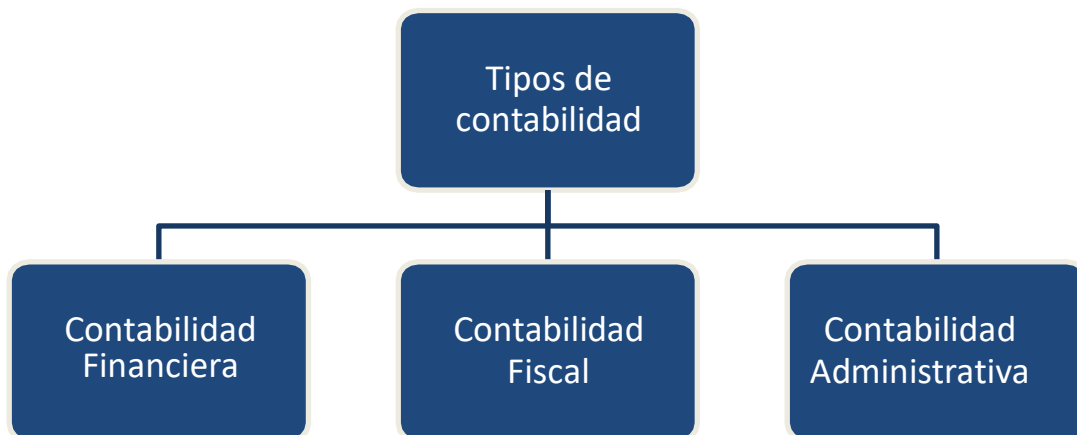 Tipos de
contabilidad
Contabilidad
Financiera
Contabilidad
Fiscal
Contabilidad
Administrativa